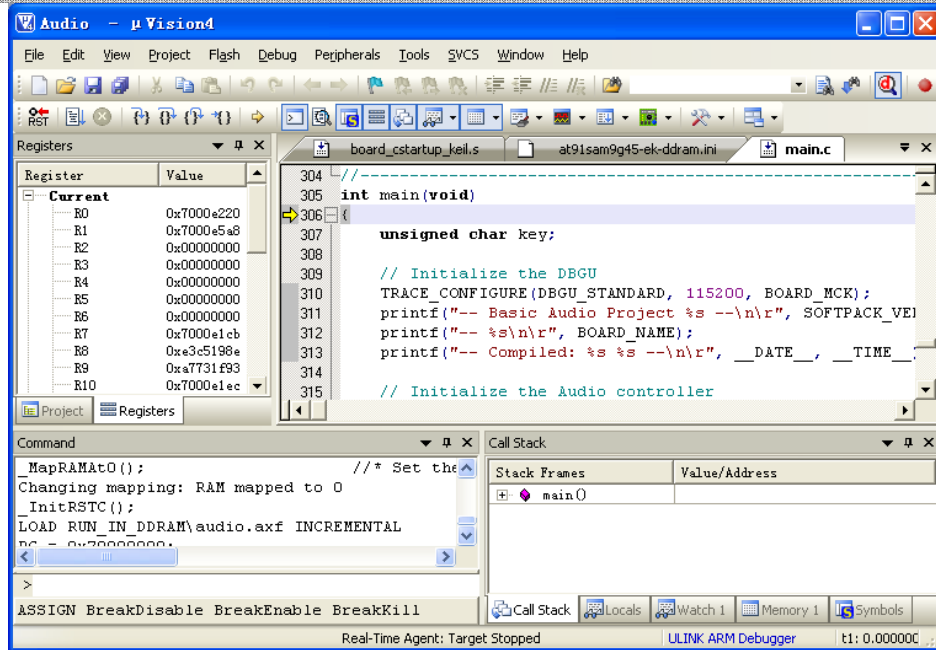 Audio - µVision4
File Edit View Project Flash Debug Peripherals Tools SVCS Window Help
RST
Registers
board_cstartup_keil.s at91sam9g45-ek-ddram.ini main.c
Register Value
Current
R0 0x7000e220
R1 0x7000e5a8
R2 0x00000000
R3 0x00000000
R4 0x00000000
R5 0x00000000
R6 0x00000000
R7 0x7000e1cb
R8 0xe3c5198e
R9 0xa7731f93
R10 0x7000e1ec
Project Registers
304 //------------------------------------------------------------
305 int main(void)
306 {
307 unsigned char key;
308
309 // Initialize the DBGU
310 TRACE_CONFIGURE(DBGU_STANDARD, 115200, BOARD_MCK);
311 printf("-- Basic Audio Project %s --\n\r", SOFTPACK_VE
312 printf("-- %s\n\r", BOARD_NAME);
313 printf("-- Compiled: %s %s --\n\r", __DATE__, __TIME__
314
315 // Initialize the Audio controller
Command
_MapRAMAt0(); //* Set the
Changing mapping: RAM mapped to 0
_InitRSTC();
LOAD RUN_IN_DDRAM\audio.axf INCREMENTAL
PC = 0x70000000;
>
ASSIGN BreakDisable BreakEnable BreakKill
Call Stack
Stack Frames Value/Address
main()
Call Stack Locals Watch 1 Memory 1 Symbols
Real-Time Agent: Target Stopped ULINK ARM Debugger t1: 0.000000